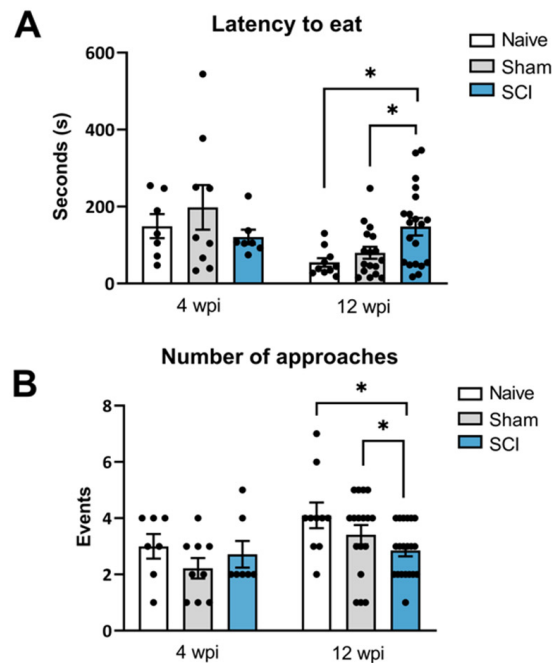 A
Latency to eat
Naive
Sham
SCI
Seconds (s)
600
400
200
0
*
*
4 wpi
12 wpi
B
Number of approaches
Naive
Sham
SCI
Events
8
6
4
2
0
*
*
4 wpi
12 wpi